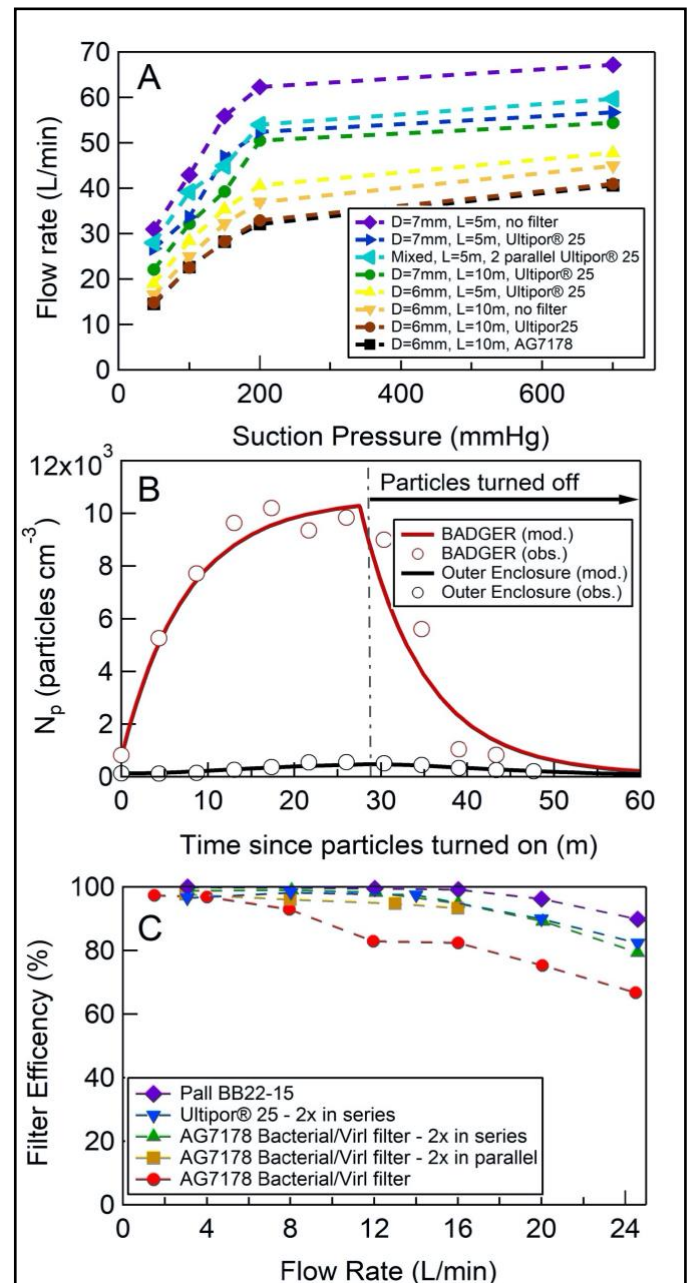 A
70
60
50
40
30
20
10
0
Flow rate (L/min)
D=7mm, L=5m, no filter
D=7mm, L=5m, Ultipor® 25
Mixed, L=5m, 2 parallel Ultipor® 25
D=7mm, L=10m, Ultipor® 25
D=6mm, L=5m, Ultipor® 25
D=6mm, L=10m, no filter
D=6mm, L=10m, Ultipor25
D=6mm, L=10m, AG7178
0 200 400 600
Suction Pressure (mmHg)
B
12x10³
10
8
6
4
2
0
Nₚ (particles cm⁻³)
Particles turned off
BADGER (mod.)
BADGER (obs.)
Outer Enclosure (mod.)
Outer Enclosure (obs.)
0 10 20 30 40 50 60
Time since particles turned on (m)
C
100
80
60
40
20
0
Filter Efficency (%)
Pall BB22-15
Ultipor® 25 - 2x in series
AG7178 Bacterial/Virl filter - 2x in series
AG7178 Bacterial/Virl filter - 2x in parallel
AG7178 Bacterial/Virl filter
0 4 8 12 16 20 24
Flow Rate (L/min)